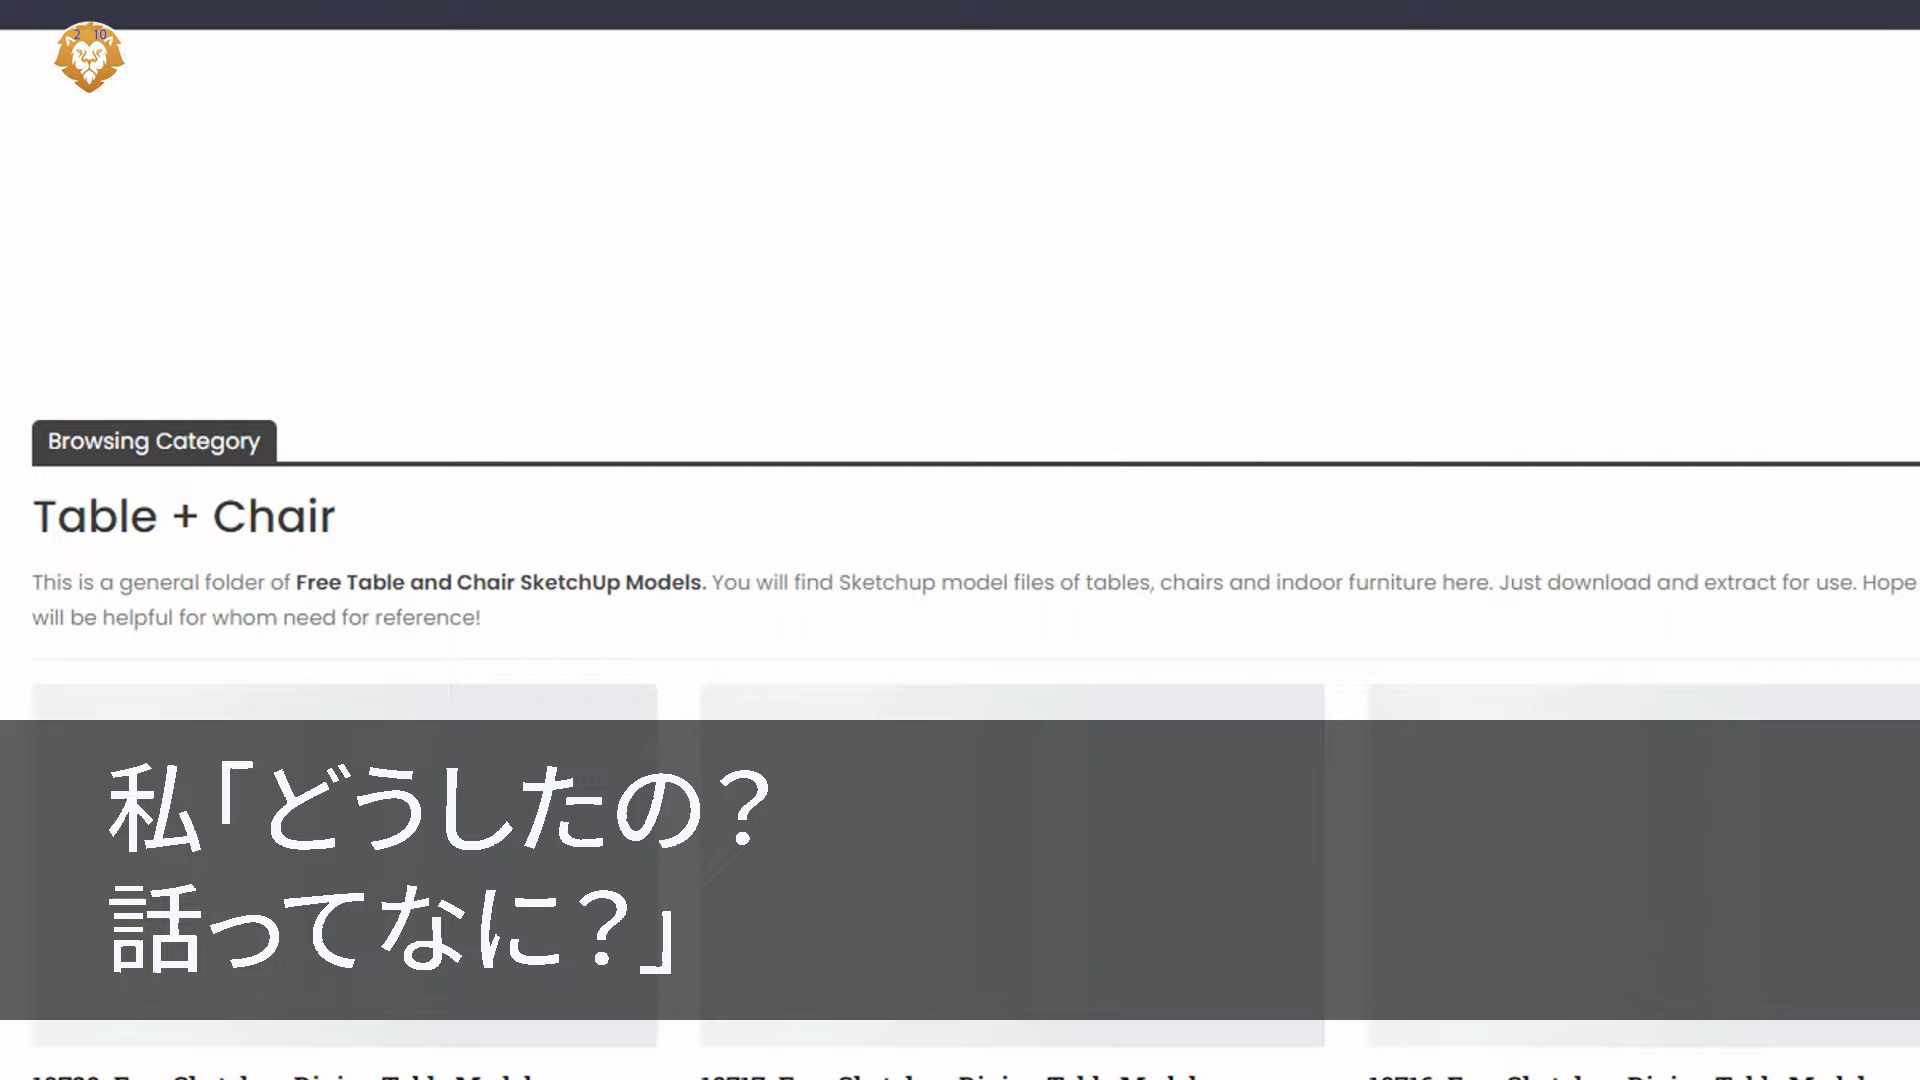 2 10
Browsing Category
Table + Chair
This is a general folder of Free Table and Chair SketchUp Models. You will find Sketchup model files of tables, chairs and indoor furniture here. Just download and extract for use. Hope
will be helpful for whom need for reference!
私「どうしたの？
話ってなに？」